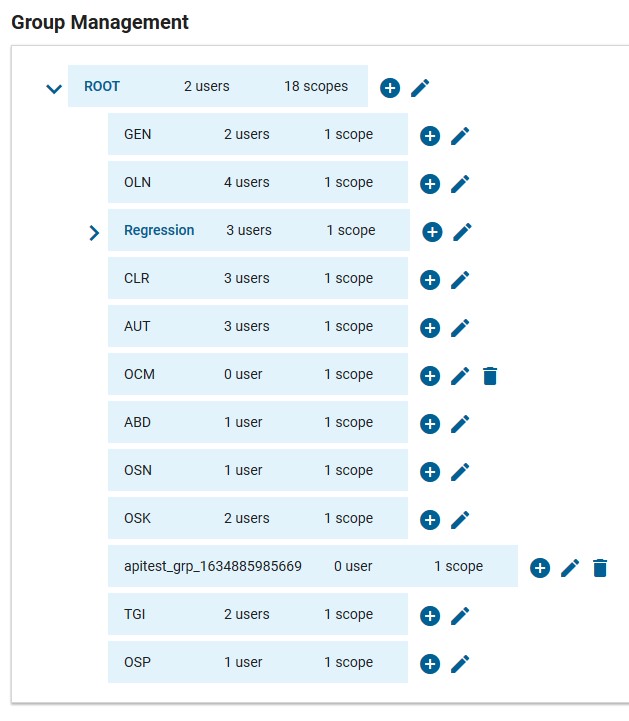 Group Management
ROOT 2 users 18 scopes
GEN 2 users 1 scope
OLN 4 users 1 scope
Regression 3 users 1 scope
CLR 3 users 1 scope
AUT 3 users 1 scope
OCM 0 user 1 scope
ABD 1 user 1 scope
OSN 1 user 1 scope
OSK 2 users 1 scope
apitest_grp_1634885985669 0 user 1 scope
TGI 2 users 1 scope
OSP 1 user 1 scope